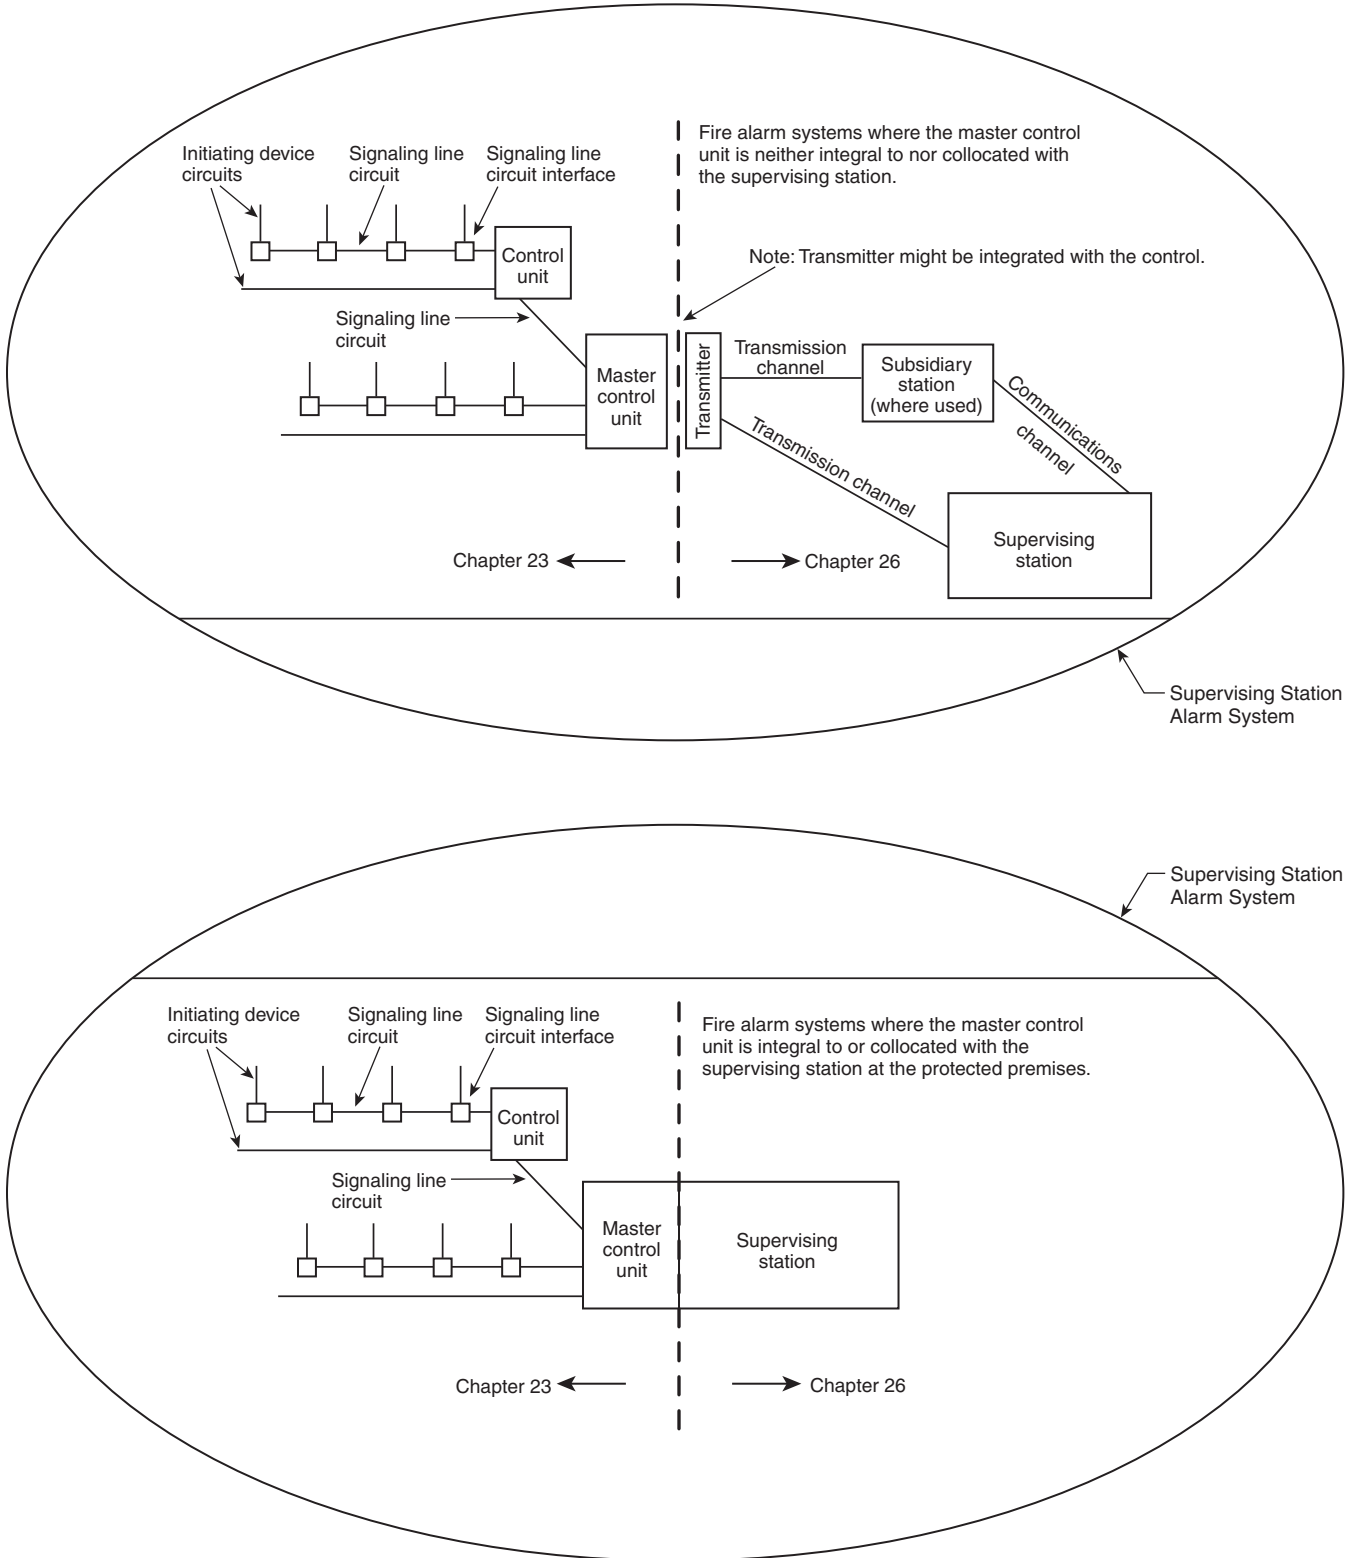 Fire alarm systems where the master control
unit is neither integral to nor collocated with
the supervising station.
Initiating device
circuits
Signaling line
circuit
Signaling line
circuit interface
Control
unit
Note: Transmitter might be integrated with the control.
Signaling line
circuit
Master
control
unit
Transmitter
Transmission
channel
Subsidiary
station
(where used)
Communications
channel
Transmission channel
Supervising
station
Chapter 23
Chapter 26
Supervising Station
Alarm System
Supervising Station
Alarm System
Initiating device
circuits
Signaling line
circuit
Signaling line
circuit interface
Fire alarm systems where the master control
unit is integral to or collocated with the
supervising station at the protected premises.
Control
unit
Signaling line
circuit
Master
control
unit
Supervising
station
Chapter 23
Chapter 26